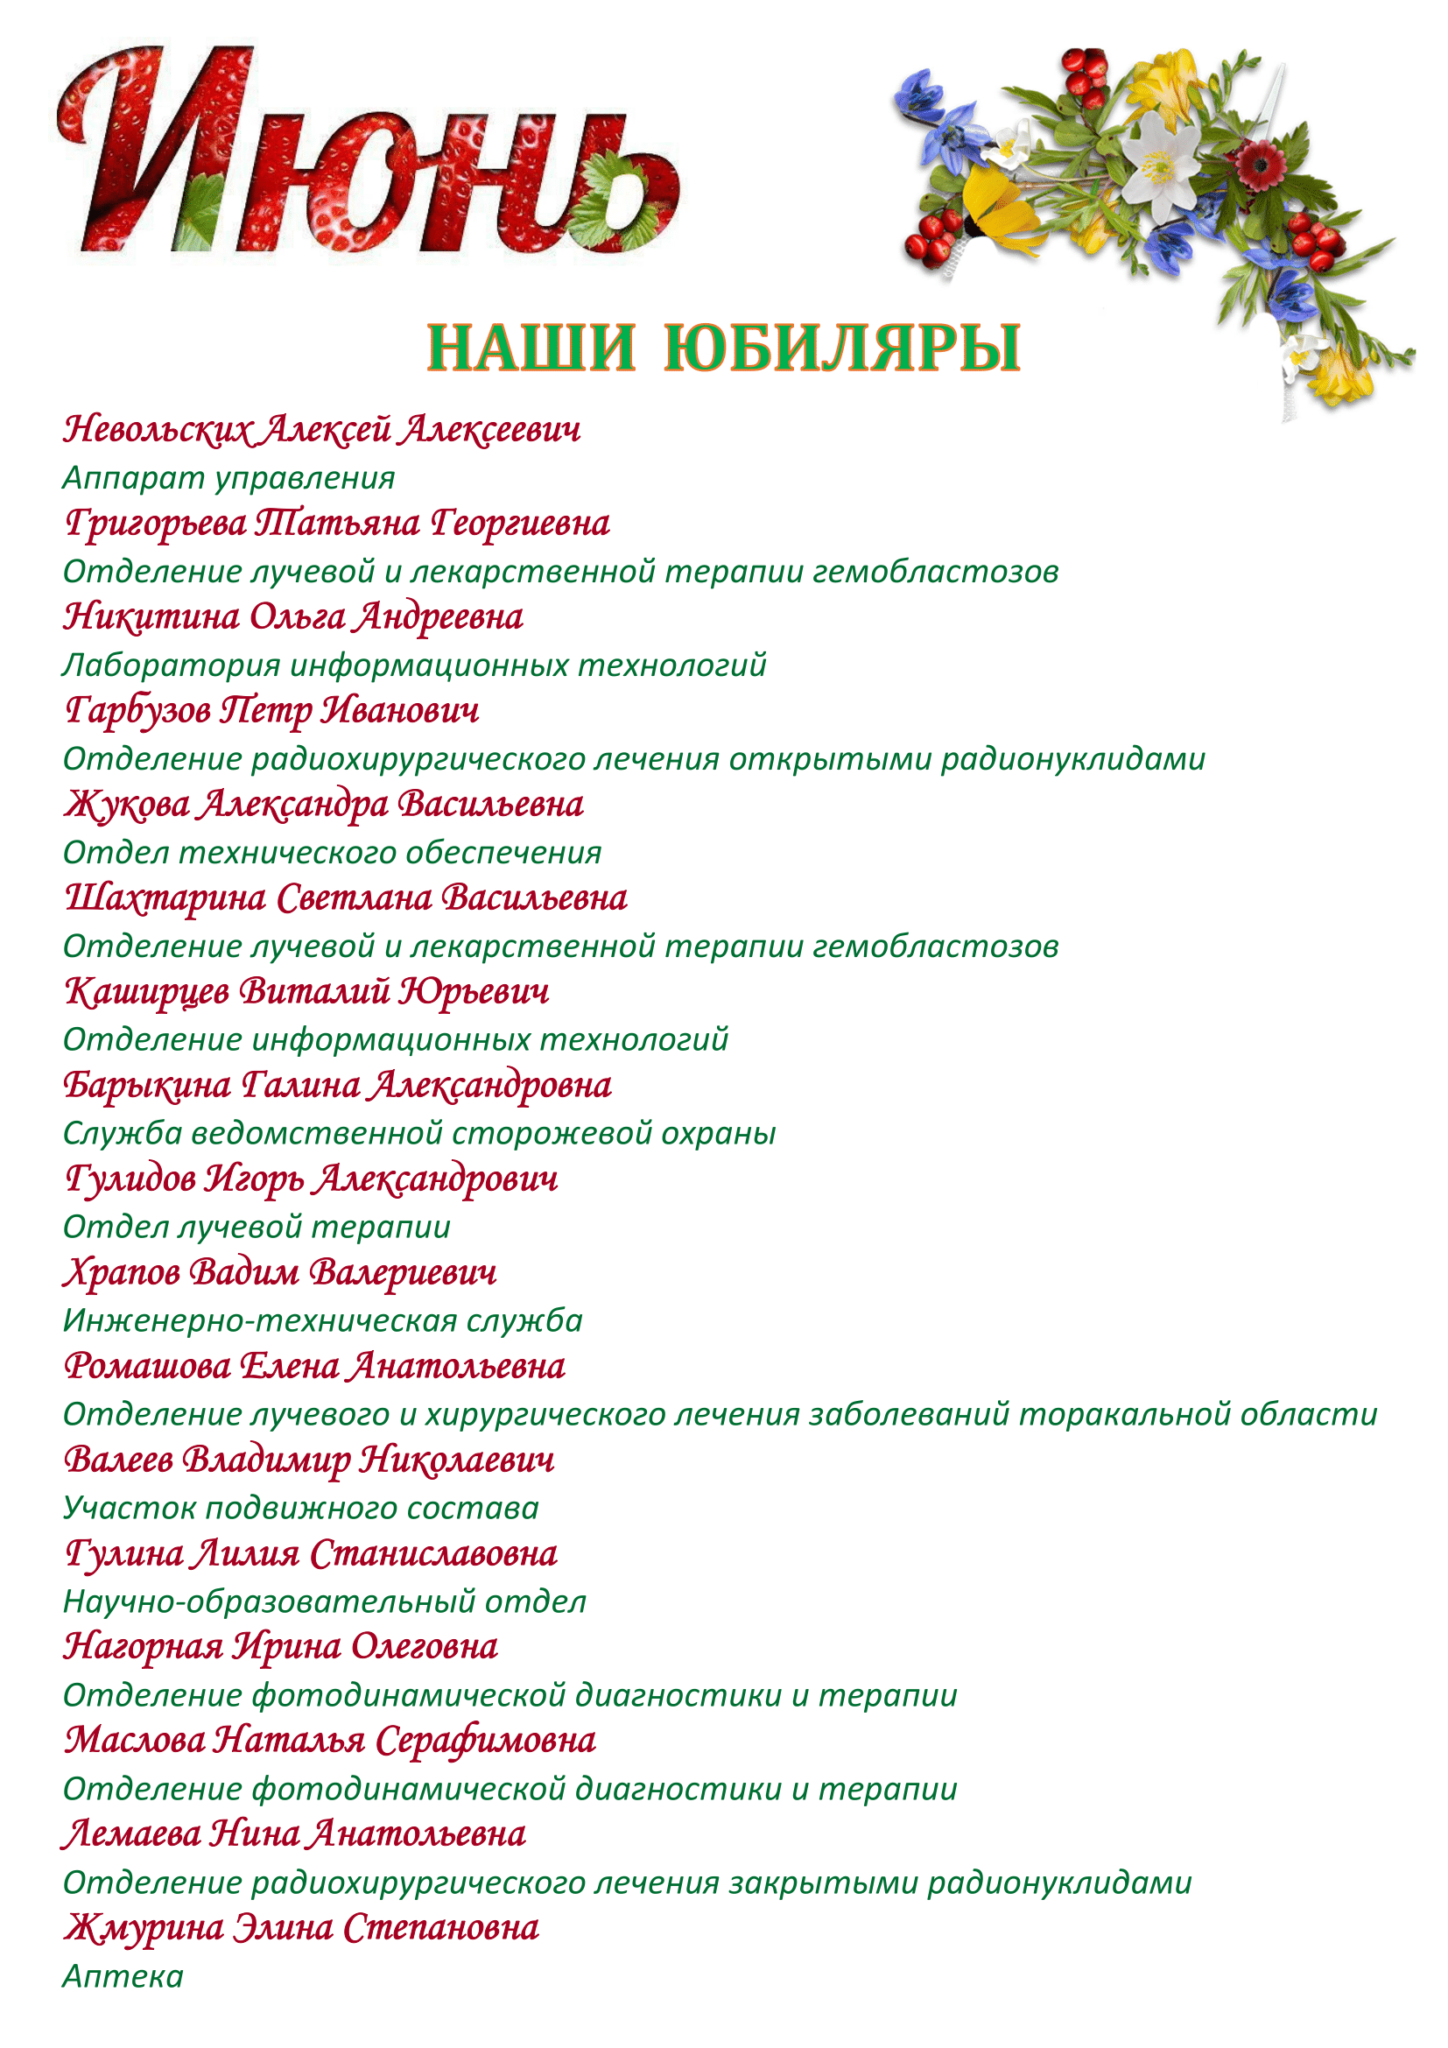 Июнь
НАШИ ЮБИЛЯРЫ
Невольских Алексей Алексеевич
Аппарат управления
Григорьева Татьяна Георгиевна
Отделение лучевой и лекарственной терапии гемобластозов
Никитина Ольга Андреевна
Лаборатория информационных технологий
Гарбузов Петр Иванович
Отделение радиохирургического лечения открытыми радионуклидами
Жукова Александра Васильевна
Отдел технического обеспечения
Шахтарина Светлана Васильевна
Отделение лучевой и лекарственной терапии гемобластозов
Каширцев Виталий Юрьевич
Отделение информационных технологий
Барыкина Галина Александровна
Служба ведомственной сторожевой охраны
Гулидов Игорь Александрович
Отдел лучевой терапии
Храпов Вадим Валериевич
Инженерно-техническая служба
Ромашова Елена Анатольевна
Отделение лучевого и хирургического лечения заболеваний торакальной области
Валеев Владимир Николаевич
Участок подвижного состава
Гулина Лилия Станиславовна
Научно-образовательный отдел
Нагорная Ирина Олеговна
Отделение фотодинамической диагностики и терапии
Маслова Наталья Серафимовна
Отделение фотодинамической диагностики и терапии
Лемаева Нина Анатольевна
Отделение радиохирургического лечения закрытыми радионуклидами
Жмурина Элина Степановна
Аптека